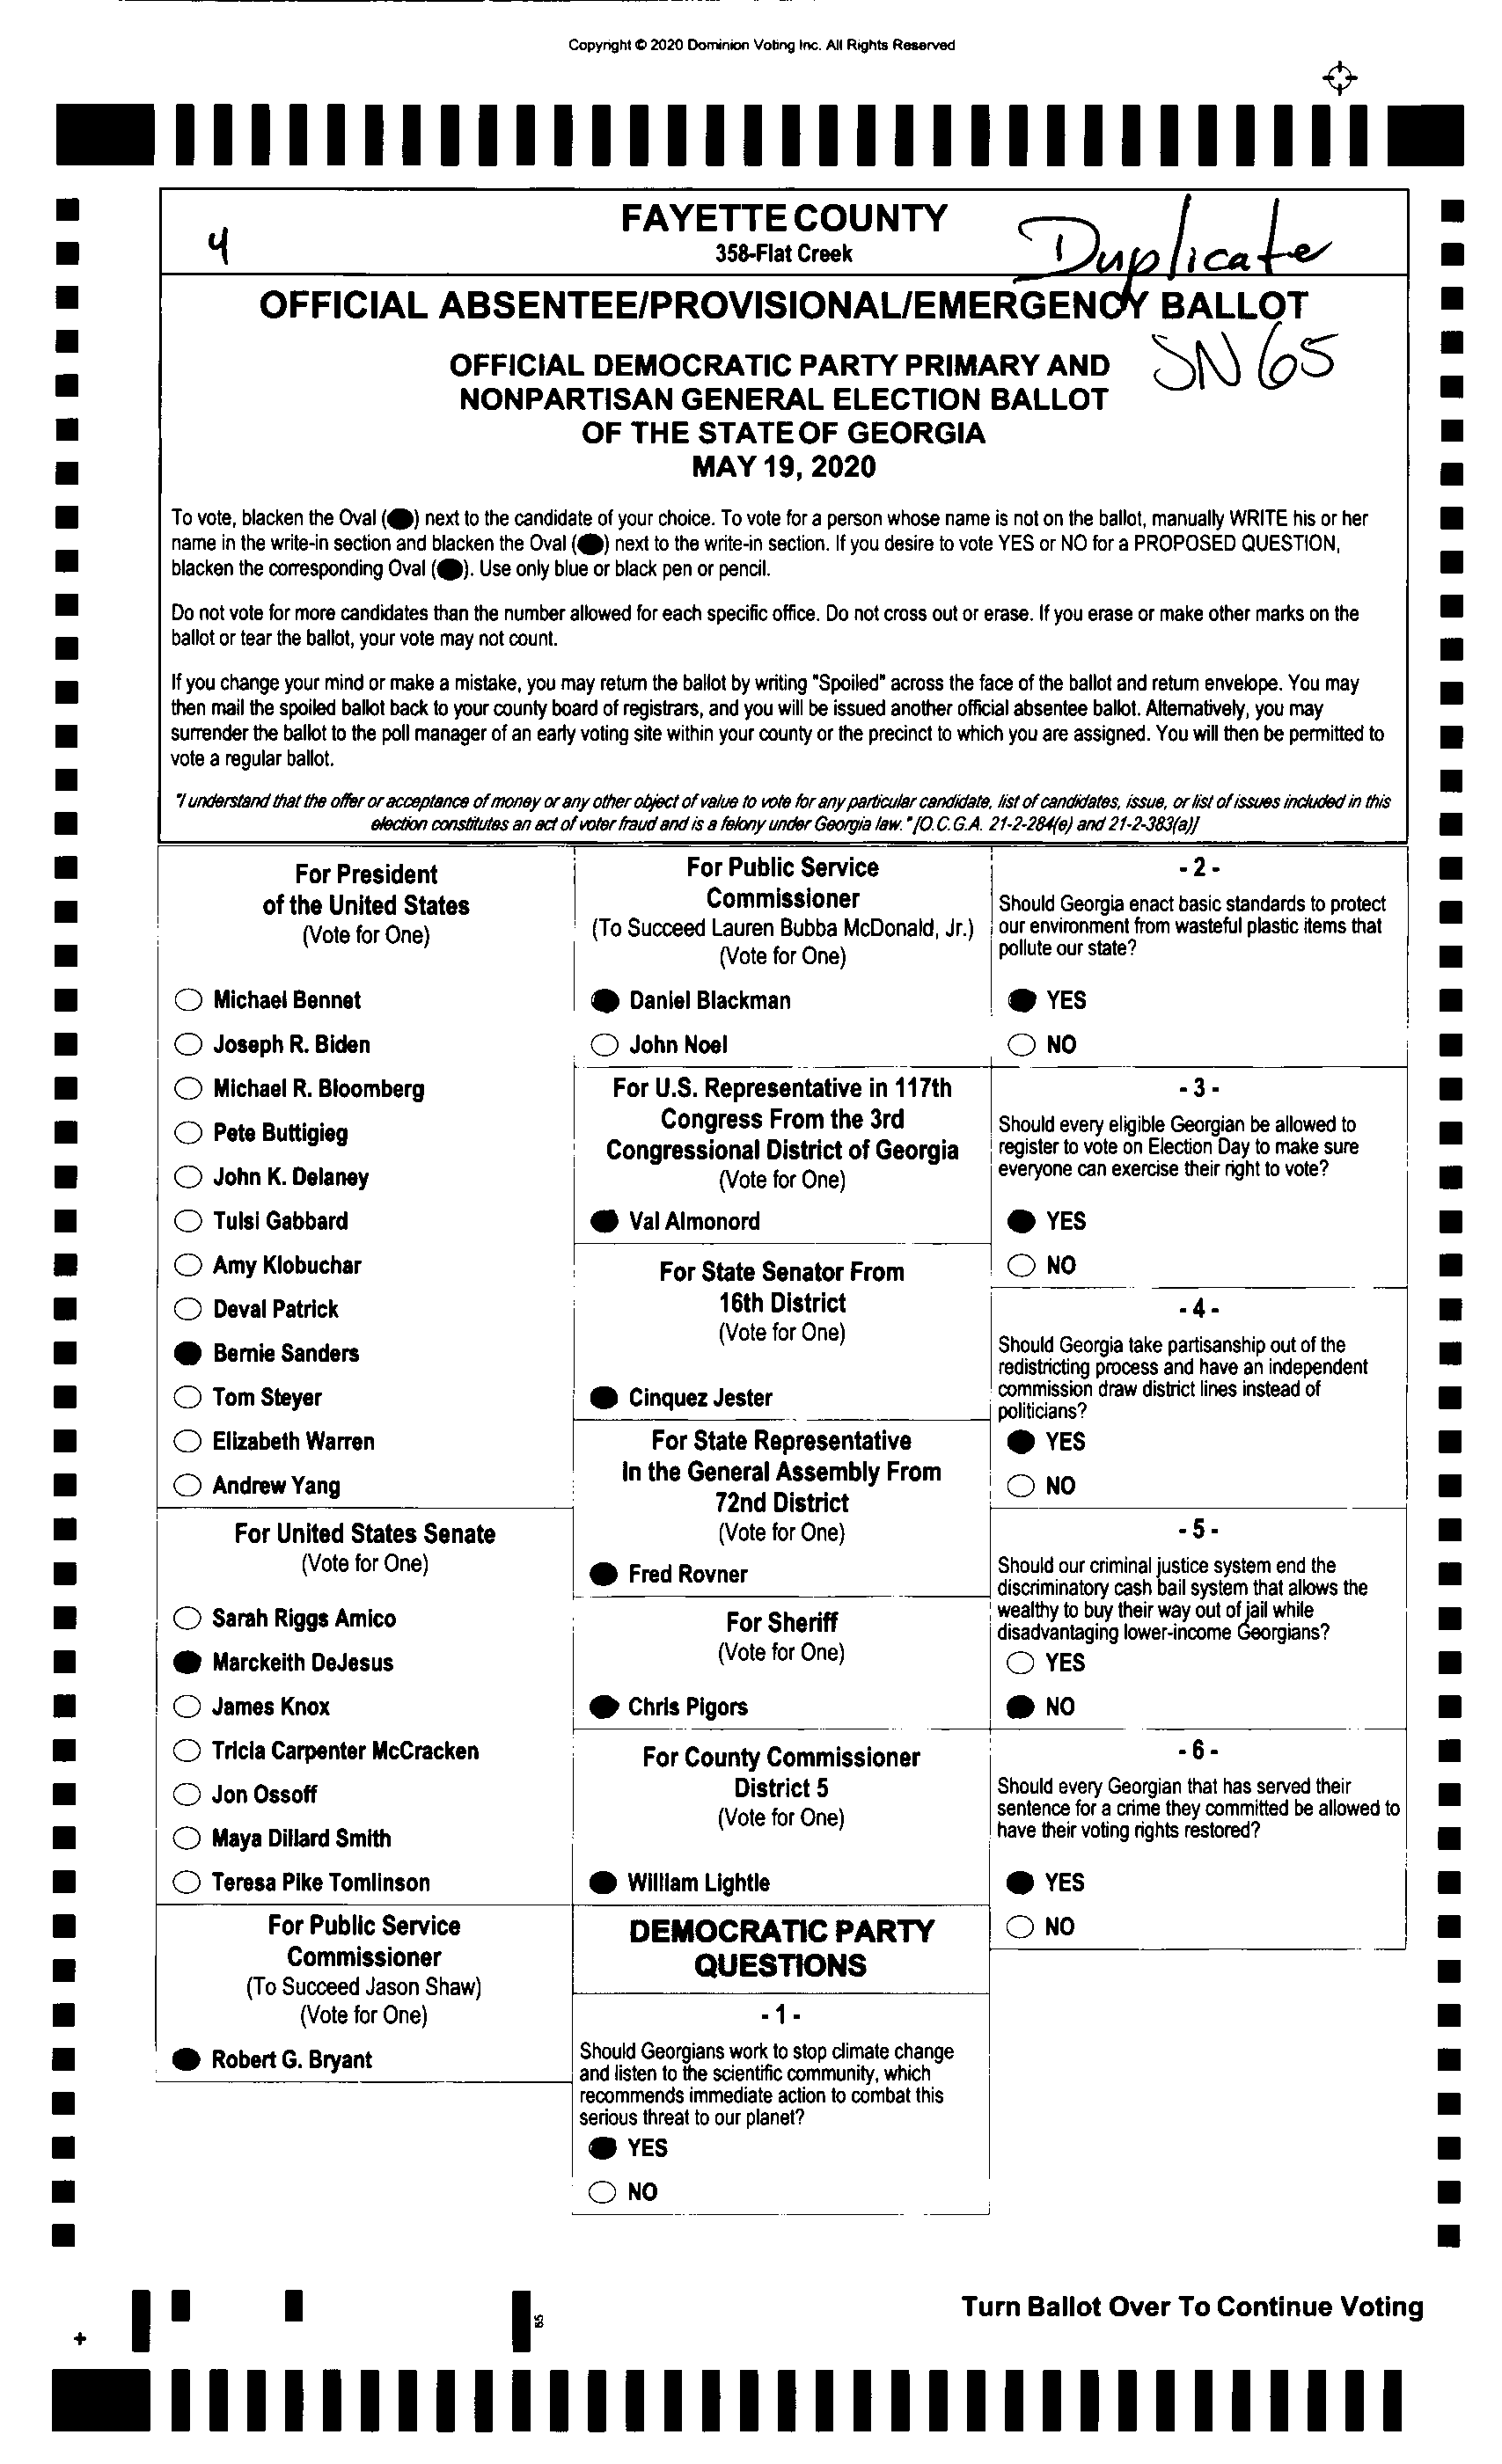 Copyright © 2020 Dominion Voting Inc. All Rights Reserved
FAYETTE COUNTY
4
358-Flat Creek
Duplicate
OFFICIAL ABSENTEE/PROVISIONAL/EMERGENCY BALLOT
SN 65
OFFICIAL DEMOCRATIC PARTY PRIMARY AND
NONPARTISAN GENERAL ELECTION BALLOT
OF THE STATE OF GEORGIA
MAY 19, 2020
To vote, blacken the Oval ( ) next to the candidate of your choice. To vote for a person whose name is not on the ballot, manually WRITE his or her
name in the write-in section and blacken the Oval ( ) next to the write-in section. If you desire to vote YES or NO for a PROPOSED QUESTION,
blacken the corresponding Oval ( ). Use only blue or black pen or pencil.
Do not vote for more candidates than the number allowed for each specific office. Do not cross out or erase. If you erase or make other marks on the
ballot or tear the ballot, your vote may not count.
If you change your mind or make a mistake, you may return the ballot by writing "Spoiled" across the face of the ballot and return envelope. You may
then mail the spoiled ballot back to your county board of registrars, and you will be issued another official absentee ballot. Alternatively, you may
surrender the ballot to the poll manager of an early voting site within your county or the precinct to which you are assigned. You will then be permitted to
vote a regular ballot.
"I understand that the offer or acceptance of money or any other object of value to vote for any particular candidate, list of candidates, issue, or list of issues included in this
election constitutes an act of voter fraud and is a felony under Georgia law." [O.C.G.A. 21-2-284(e) and 21-2-383(a)]
For President
of the United States
(Vote for One)
Michael Bennet
Joseph R. Biden
Michael R. Bloomberg
Pete Buttigieg
John K. Delaney
Tulsi Gabbard
Amy Klobuchar
Deval Patrick
Bernie Sanders
Tom Steyer
Elizabeth Warren
Andrew Yang
For United States Senate
(Vote for One)
Sarah Riggs Amico
Marckeith DeJesus
James Knox
Tricia Carpenter McCracken
Jon Ossoff
Maya Dillard Smith
Teresa Pike Tomlinson
For Public Service
Commissioner
(To Succeed Jason Shaw)
(Vote for One)
Robert G. Bryant
For Public Service
Commissioner
(To Succeed Lauren Bubba McDonald, Jr.)
(Vote for One)
Daniel Blackman
John Noel
For U.S. Representative in 117th
Congress From the 3rd
Congressional District of Georgia
(Vote for One)
Val Almonord
For State Senator From
16th District
(Vote for One)
Cinquez Jester
For State Representative
in the General Assembly From
72nd District
(Vote for One)
Fred Rovner
For Sheriff
(Vote for One)
Chris Pigors
For County Commissioner
District 5
(Vote for One)
William Lightle
DEMOCRATIC PARTY
QUESTIONS
- 1 -
Should Georgians work to stop climate change
and listen to the scientific community, which
recommends immediate action to combat this
serious threat to our planet?
YES
NO
- 2 -
Should Georgia enact basic standards to protect
our environment from wasteful plastic items that
pollute our state?
YES
NO
- 3 -
Should every eligible Georgian be allowed to
register to vote on Election Day to make sure
everyone can exercise their right to vote?
YES
NO
- 4 -
Should Georgia take partisanship out of the
redistricting process and have an independent
commission draw district lines instead of
politicians?
YES
NO
- 5 -
Should our criminal justice system end the
discriminatory cash bail system that allows the
wealthy to buy their way out of jail while
disadvantaging lower-income Georgians?
YES
NO
- 6 -
Should every Georgian that has served their
sentence for a crime they committed be allowed to
have their voting rights restored?
YES
NO
Turn Ballot Over To Continue Voting